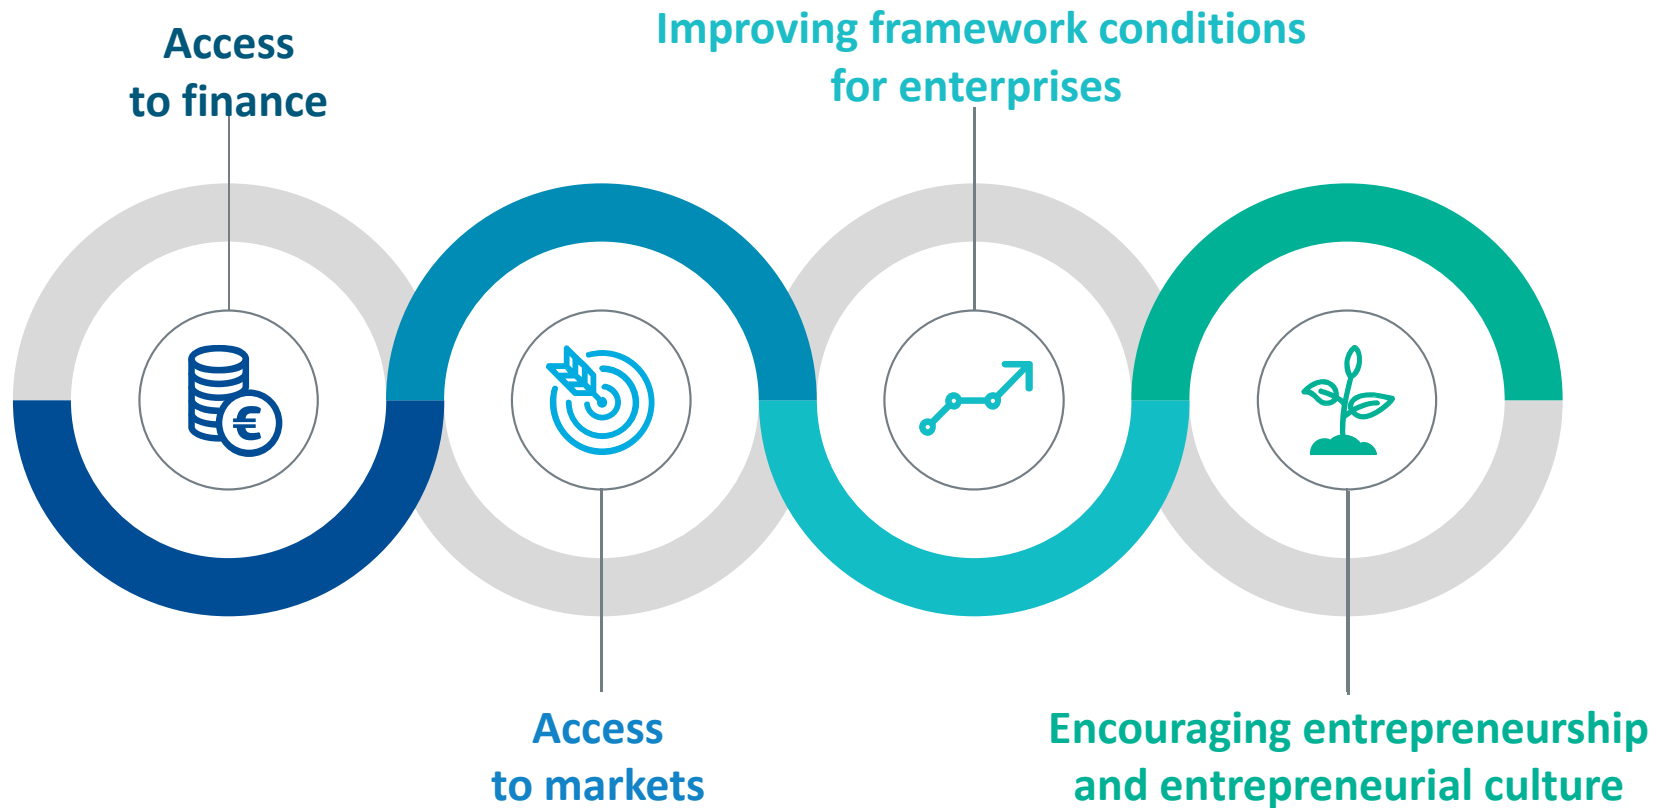 Access
to finance
Improving framework conditions
for enterprises
€
Access
to markets
Encouraging entrepreneurship
and entrepreneurial culture